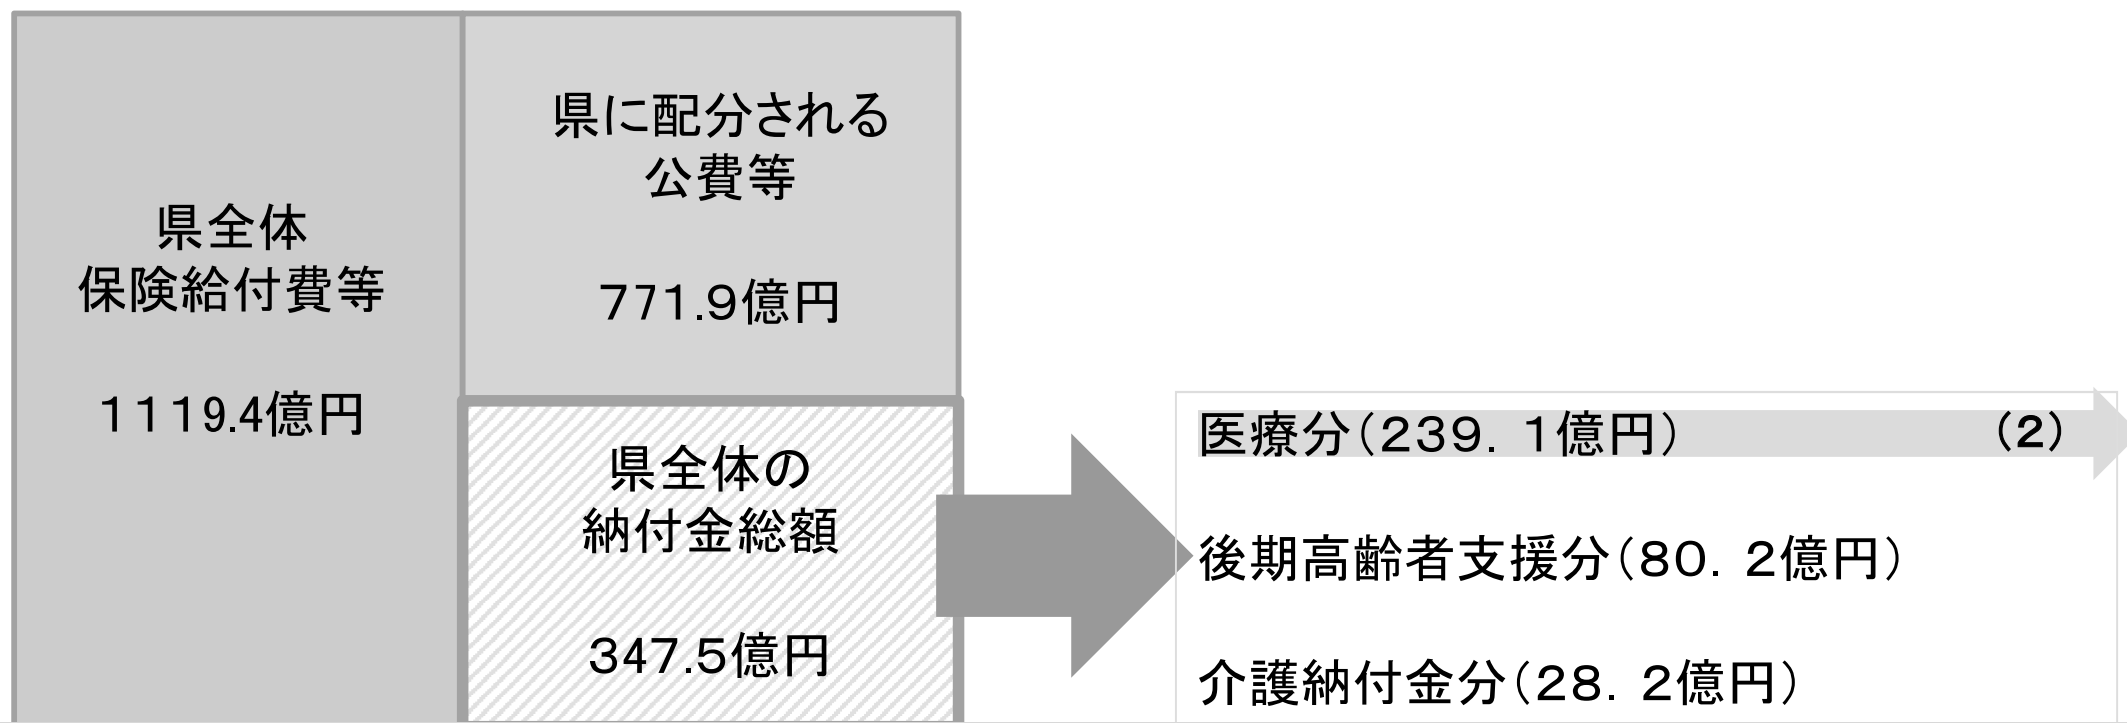 県全体
保険給付費等
1119.4億円
県に配分される
公費等
771.9億円
県全体の
納付金総額
347.5億円
医療分（239．1億円） （2）
後期高齢者支援分（80．2億円）
介護納付金分（28．2億円）